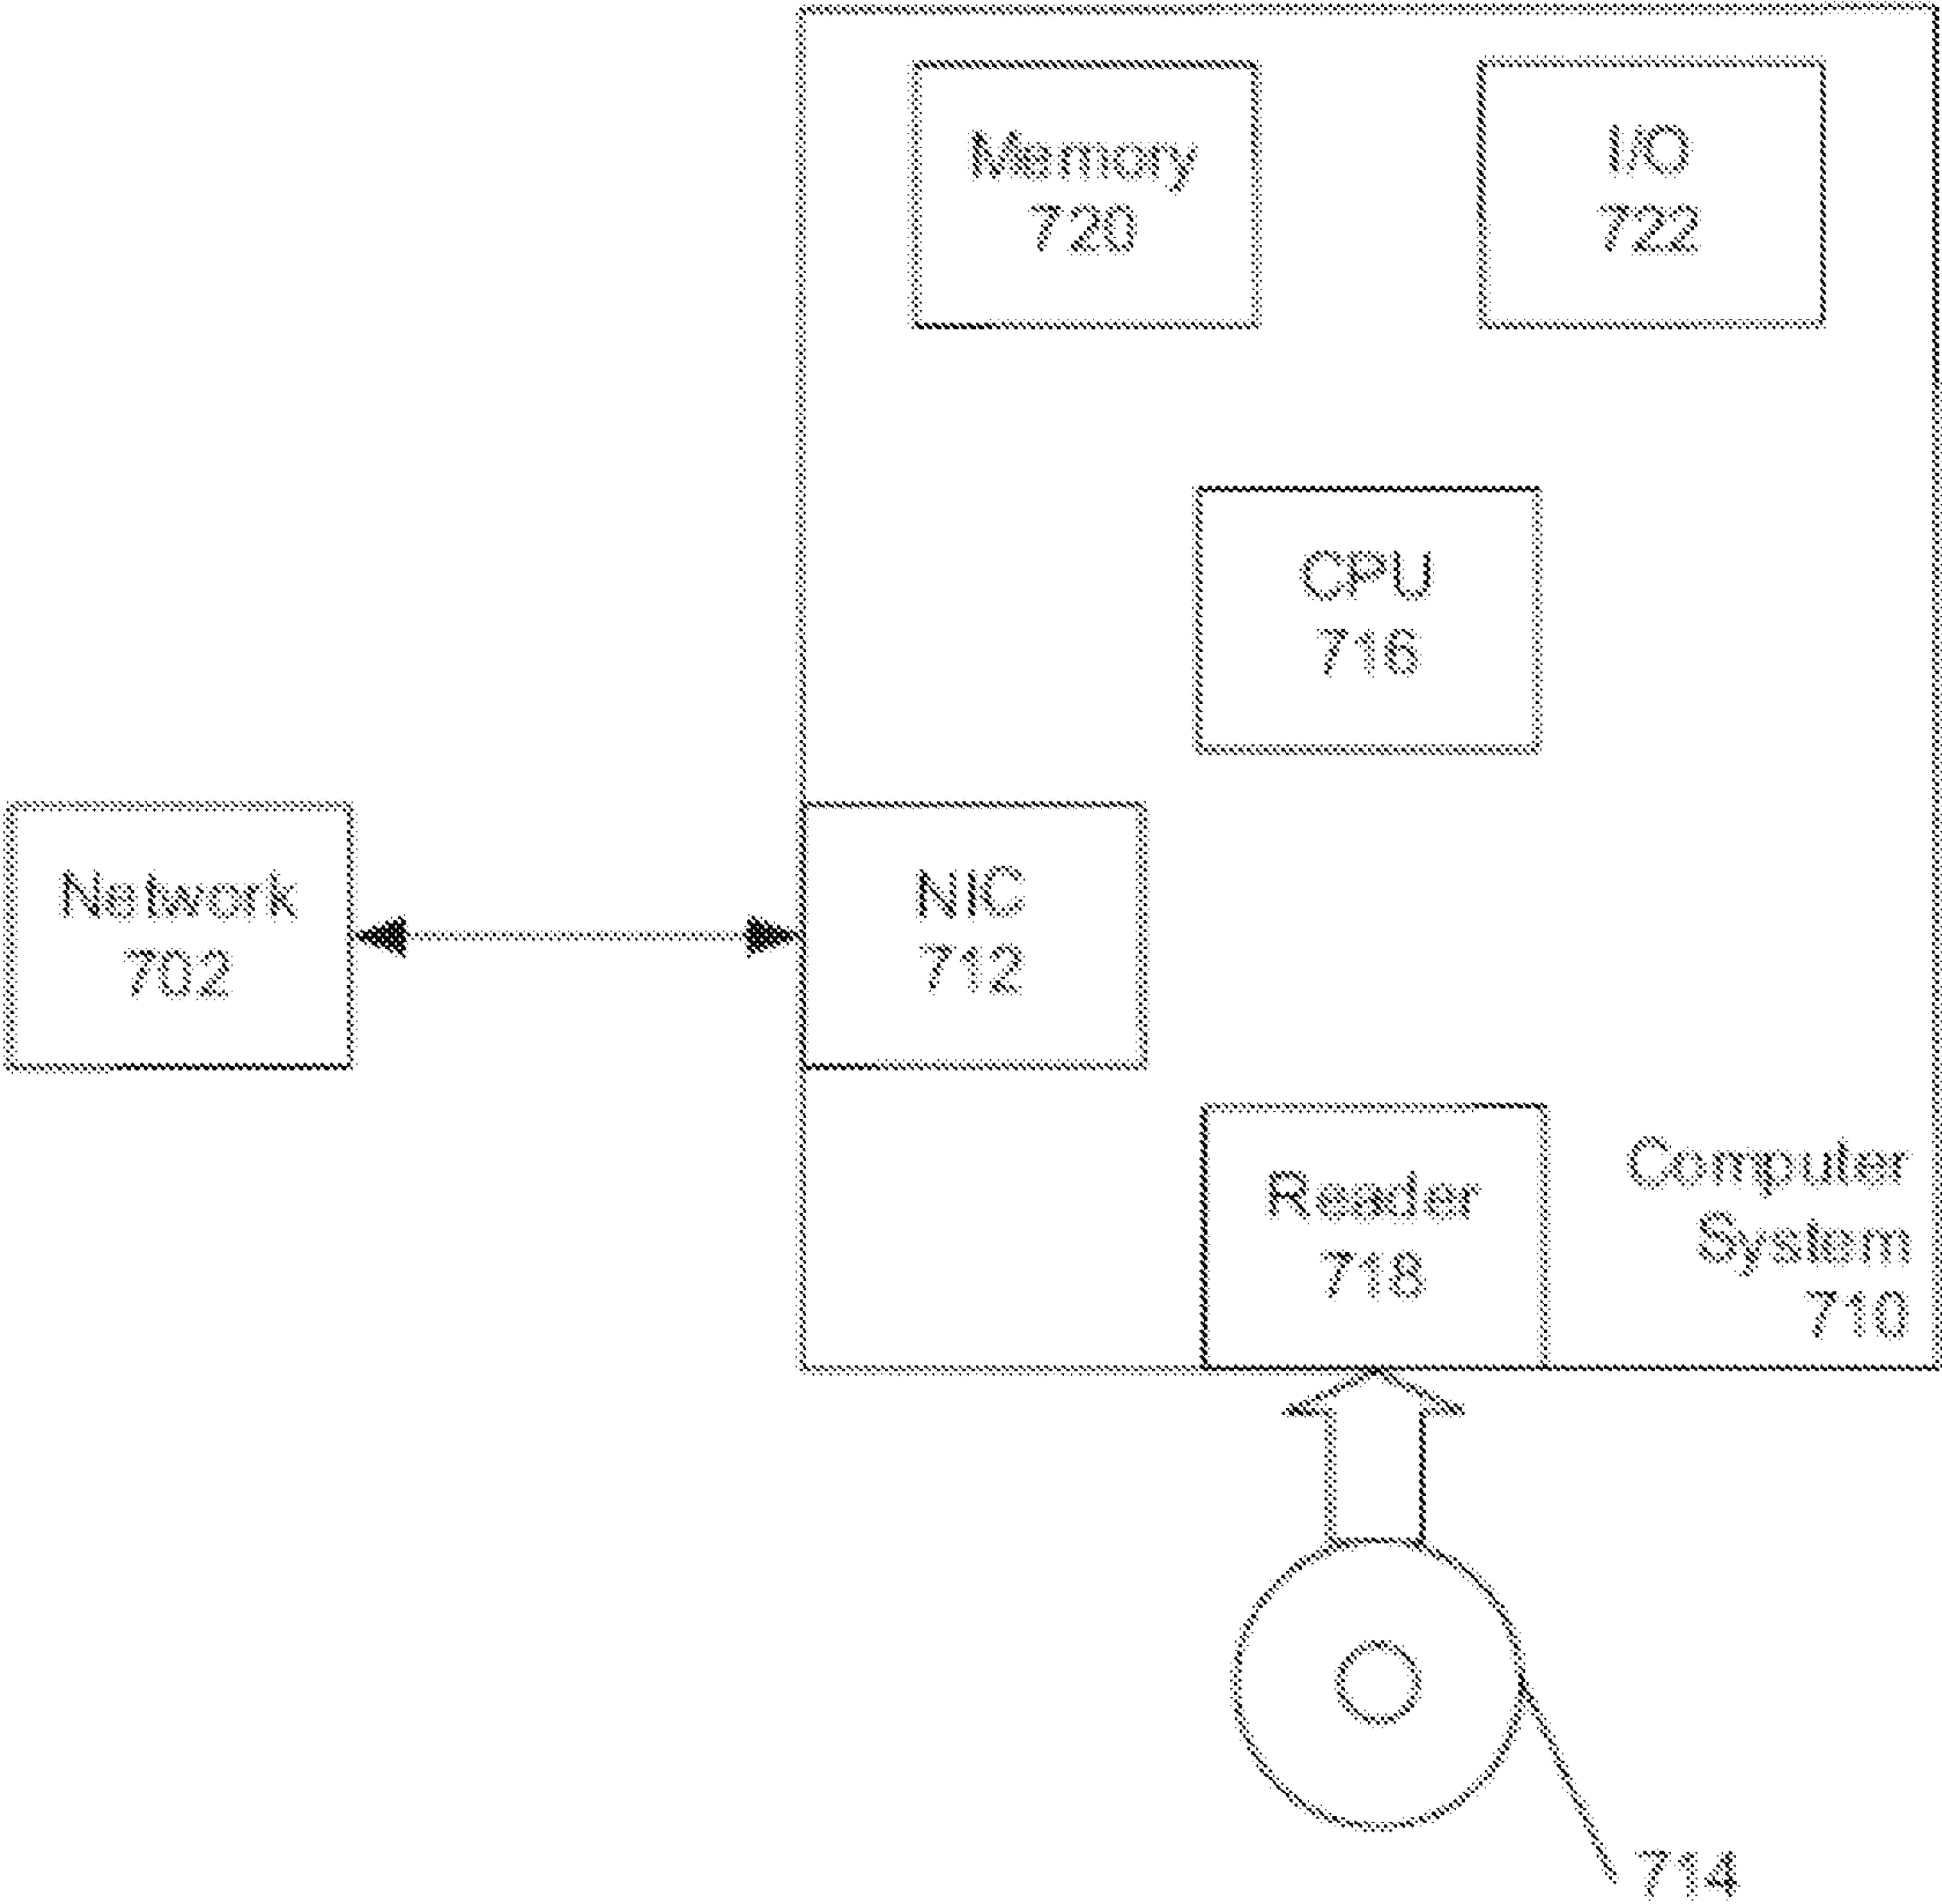 Memory
720
I/O
722
CPU
716
Network
702
NIC
712
Reader
718
Computer
System
710
714